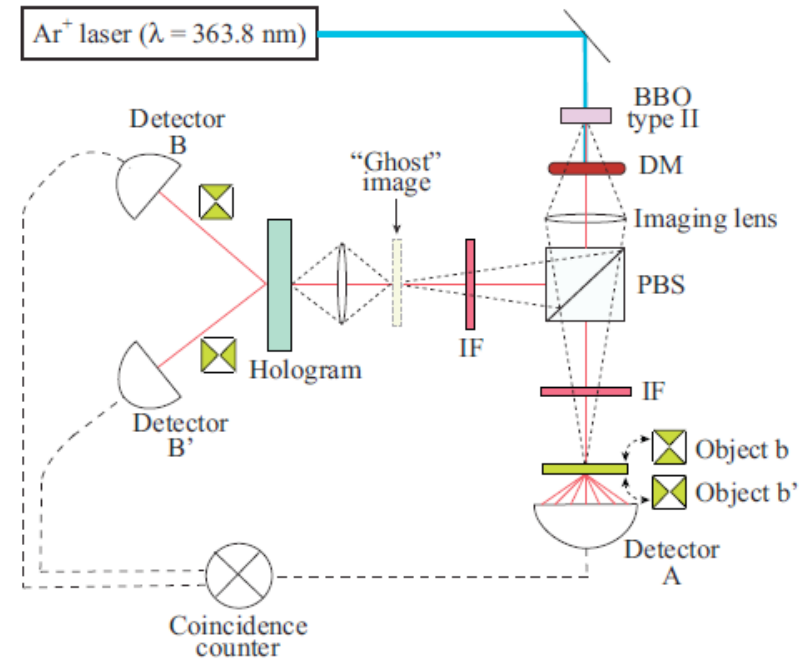 Ar+ laser (λ = 363.8 nm)
BBO
type II
DM
Imaging lens
PBS
Detector
B
“Ghost”
image
IF
Hologram
Detector
B’
IF
Object b
Object b’
Detector
A
Coincidence
counter